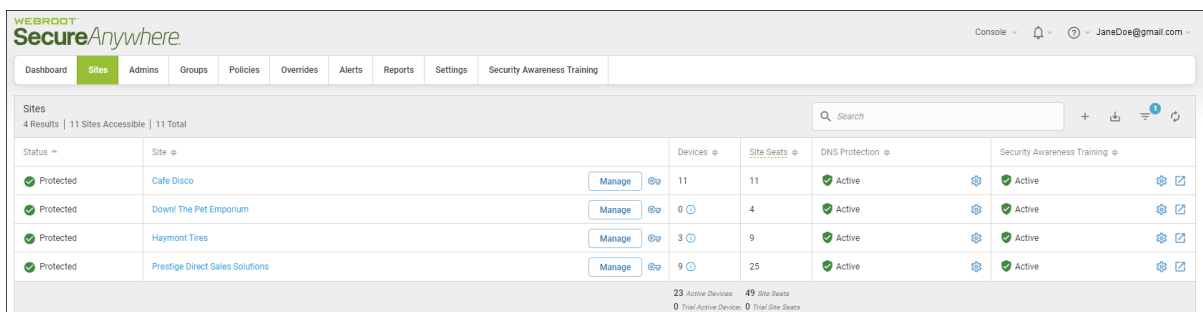 WEBROOT
SecureAnywhere.
Console JaneDoe@gmail.com
Dashboard Sites Admins Groups Policies Overrides Alerts Reports Settings Security Awareness Training
Sites
4 Results | 11 Sites Accessible | 11 Total
Search
1
Status Site Devices Site Seats DNS Protection Security Awareness Training
Protected Cafe Disco Manage 11 11 Active Active
Protected Down! The Pet Emporium Manage 0 4 Active Active
Protected Haymont Tires Manage 3 9 Active Active
Protected Prestige Direct Sales Solutions Manage 9 25 Active Active
23 Active Devices 49 Site Seats
0 Trial Active Devices 0 Trial Site Seats